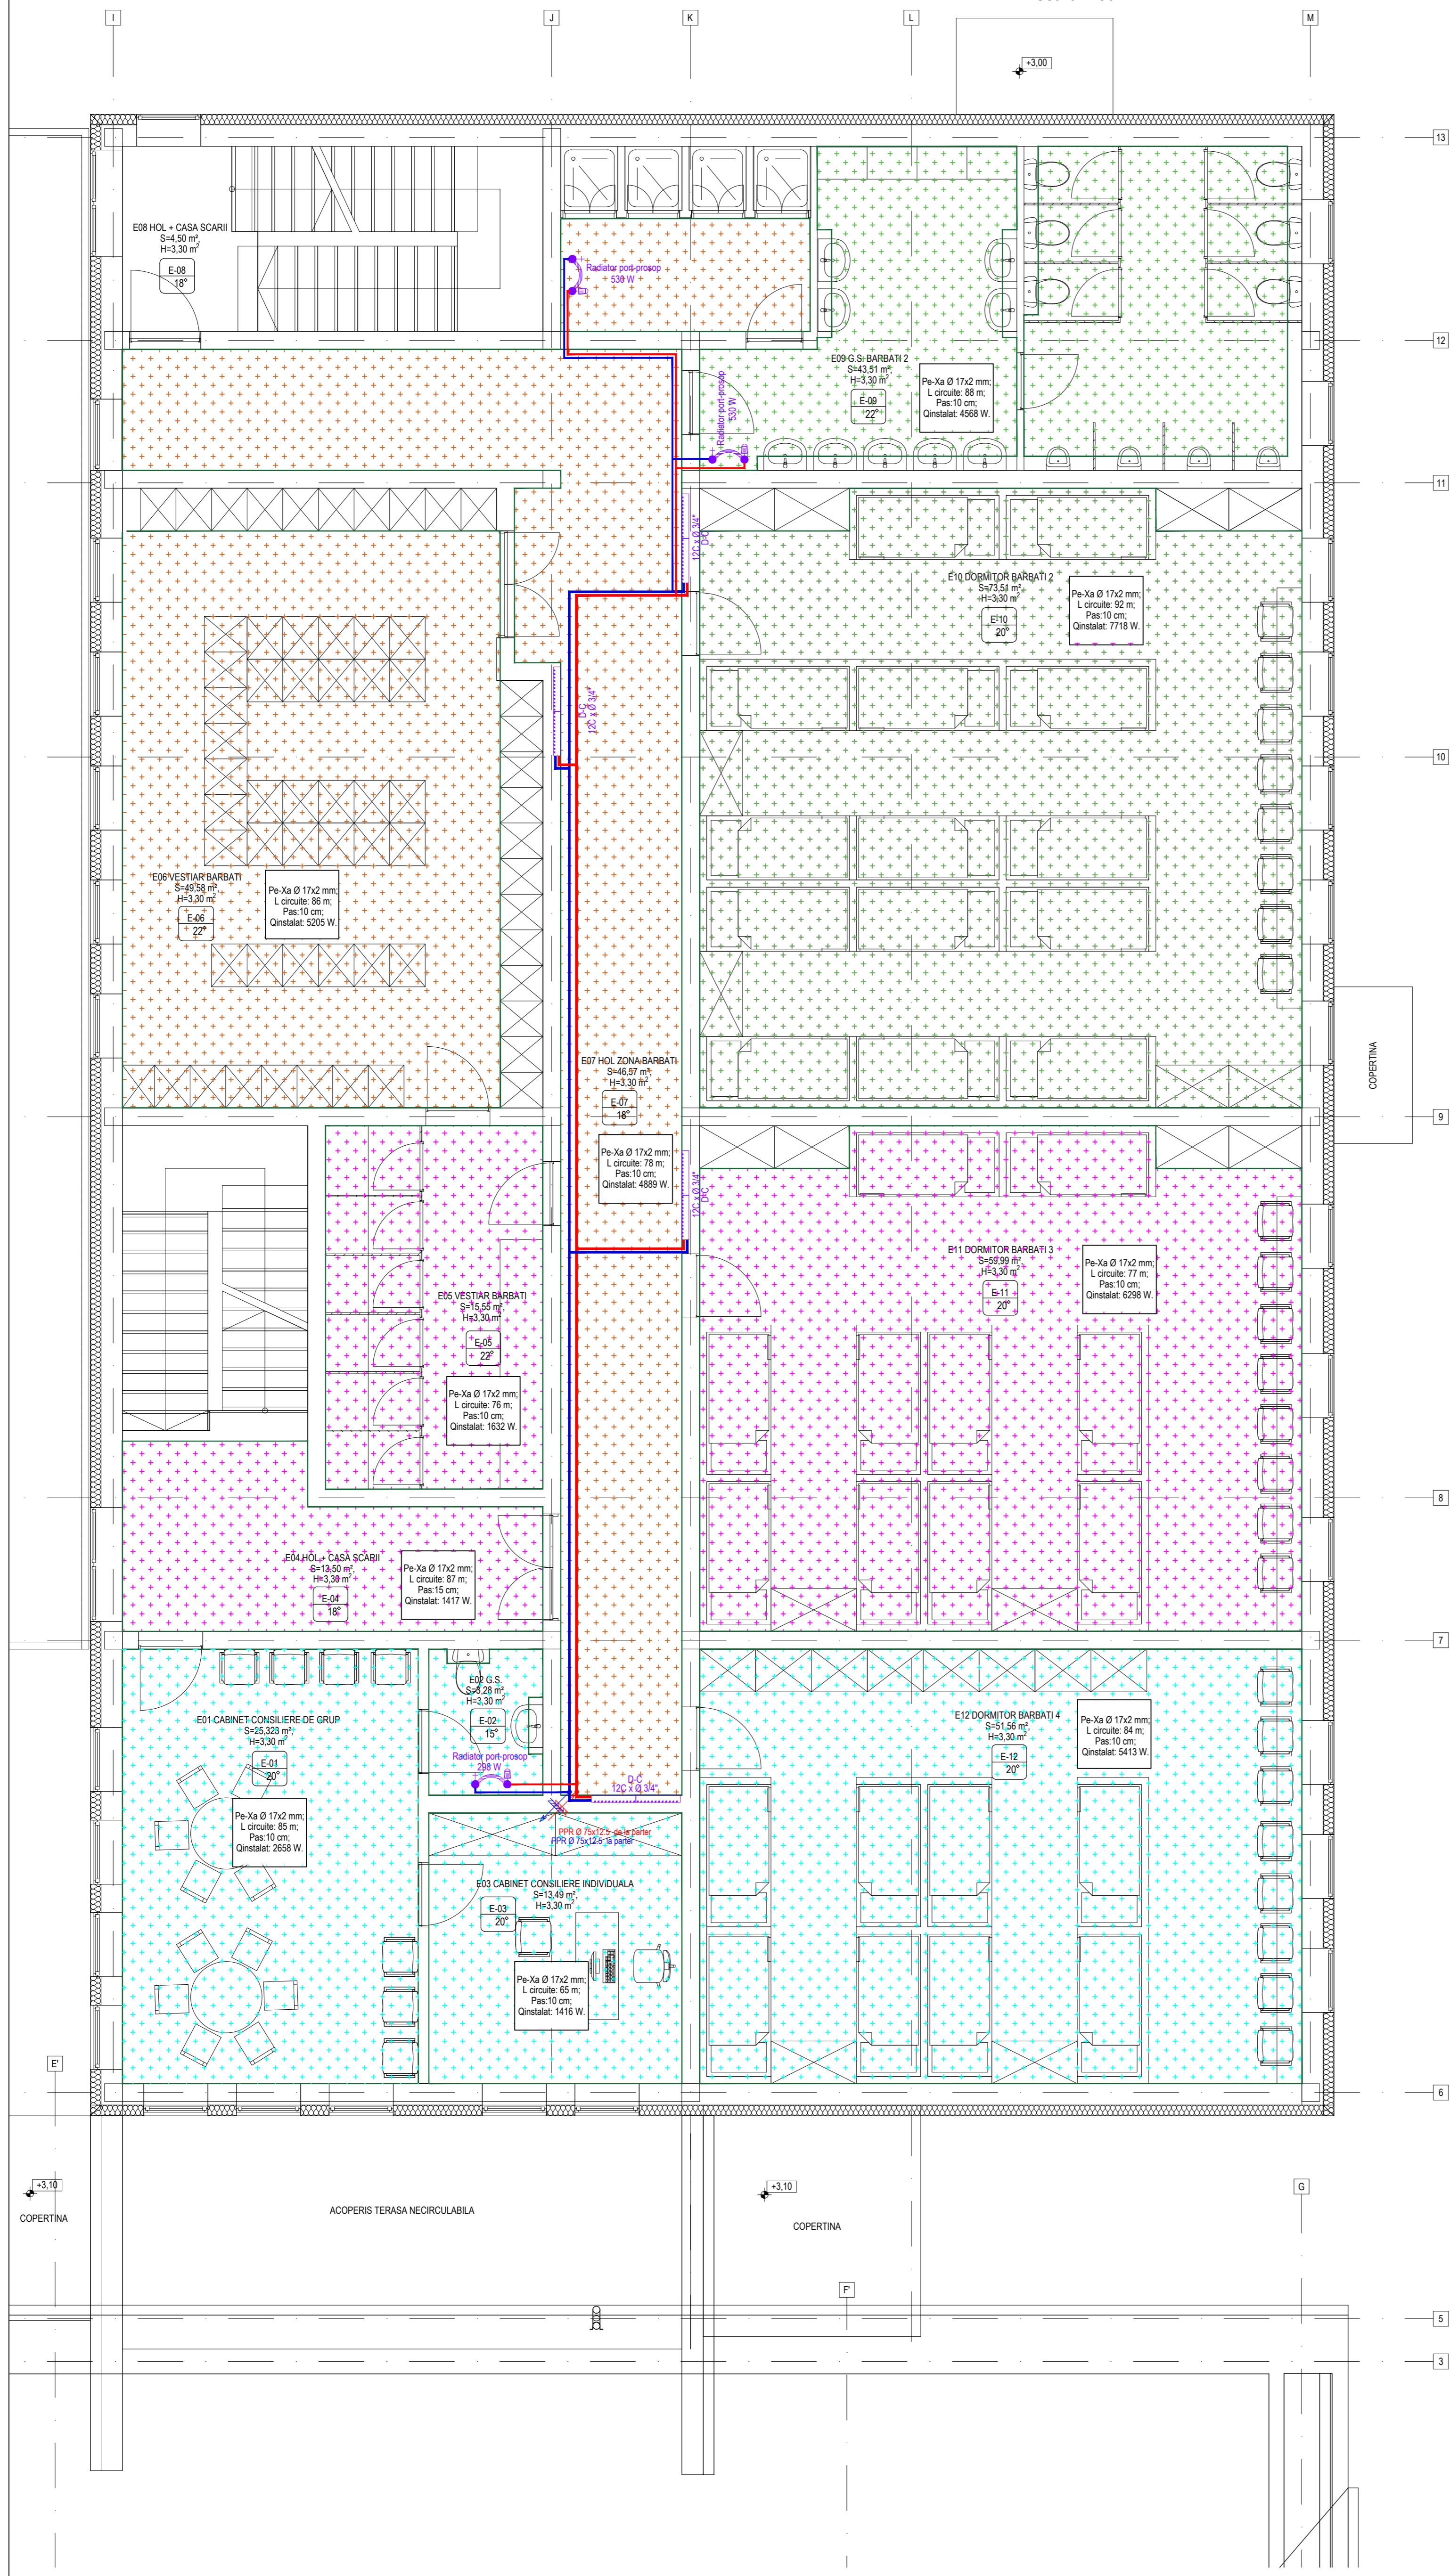 I
J
K
L
M
+3,00
13
E08 HOL + CASA SCARII
S=4,50 m²,
H=3,30 m²
E-08
18°
Radiator port-prosop
530 W
12
E09 G.S. BARBATI 2
S=43,51 m²,
H=3,30 m²
E-09
22°
Pe-Xa Ø 17x2 mm;
L circuite: 88 m;
Pas:10 cm;
Qinstalat: 4568 W.
Radiator port-prosop
530 W
11
12C x Ø 3/4"
D-C
E10 DORMITOR BARBATI 2
S=73,51 m²,
H=3,30 m²
E-10
20°
Pe-Xa Ø 17x2 mm;
L circuite: 92 m;
Pas:10 cm;
Qinstalat: 7718 W.
D-C
12C x Ø 3/4"
10
E06 VESTIAR BARBATI
S=49,58 m²,
H=3,30 m²
E-06
22°
Pe-Xa Ø 17x2 mm;
L circuite: 86 m;
Pas:10 cm;
Qinstalat: 5205 W.
COPERTINA
E07 HOL ZONA BARBATI
S=46,57 m²,
H=3,30 m²
E-07
18°
Pe-Xa Ø 17x2 mm;
L circuite: 78 m;
Pas:10 cm;
Qinstalat: 4889 W.
9
12C x Ø 3/4"
D-C
E11 DORMITOR BARBATI 3
S=59,99 m²,
H=3,30 m²
E-11
20°
Pe-Xa Ø 17x2 mm;
L circuite: 77 m;
Pas:10 cm;
Qinstalat: 6298 W.
E05 VESTIAR BARBATI
S=15,55 m²,
H=3,30 m²
E-05
22°
Pe-Xa Ø 17x2 mm;
L circuite: 76 m;
Pas:10 cm;
Qinstalat: 1632 W.
8
E04 HOL + CASA SCARII
S=13,50 m²,
H=3,30 m²
E-04
18°
Pe-Xa Ø 17x2 mm;
L circuite: 87 m;
Pas:15 cm;
Qinstalat: 1417 W.
7
E02 G.S.
S=3,28 m²,
H=3,30 m²
E-02
15°
Radiator port-prosop
298 W
E01 CABINET CONSILIERE DE GRUP
S=25,323 m²,
H=3,30 m²
E-01
20°
Pe-Xa Ø 17x2 mm;
L circuite: 85 m;
Pas:10 cm;
Qinstalat: 2658 W.
E12 DORMITOR BARBATI 4
S=51,56 m²,
H=3,30 m²
E-12
20°
Pe-Xa Ø 17x2 mm;
L circuite: 84 m;
Pas:10 cm;
Qinstalat: 5413 W.
D-C
12C x Ø 3/4"
PPR Ø 75x12.5 de la parter
PPR Ø 75x12.5 la parter
E03 CABINET CONSILIERE INDIVIDUALA
S=13,49 m²,
H=3,30 m²
E-03
20°
Pe-Xa Ø 17x2 mm;
L circuite: 65 m;
Pas:10 cm;
Qinstalat: 1416 W.
E'
6
+3,10
COPERTINA
ACOPERIS TERASA NECIRCULABILA
+3,10
COPERTINA
G
F'
5
3